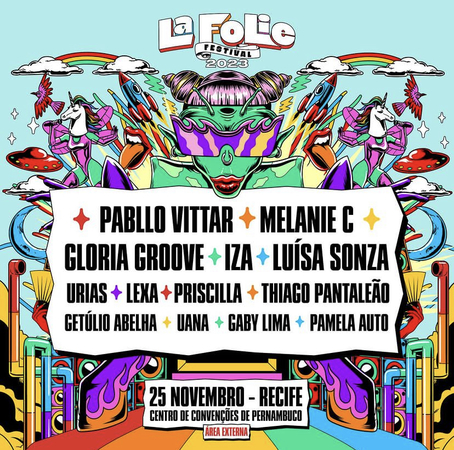 La FoLie
FESTIVAL
2023
PABLLO VITTAR MELANIE C
GLORIA GROOVE IZA LUÍSA SONZA
URIAS LEXA PRISCILLA THIAGO PANTALEÃO
GETÚLIO ABELHA UANA GABY LIMA PAMELA AUTO
25 NOVEMBRO - RECIFE
CENTRO DE CONVENÇÕES DE PERNAMBUCO
ÁREA EXTERNA